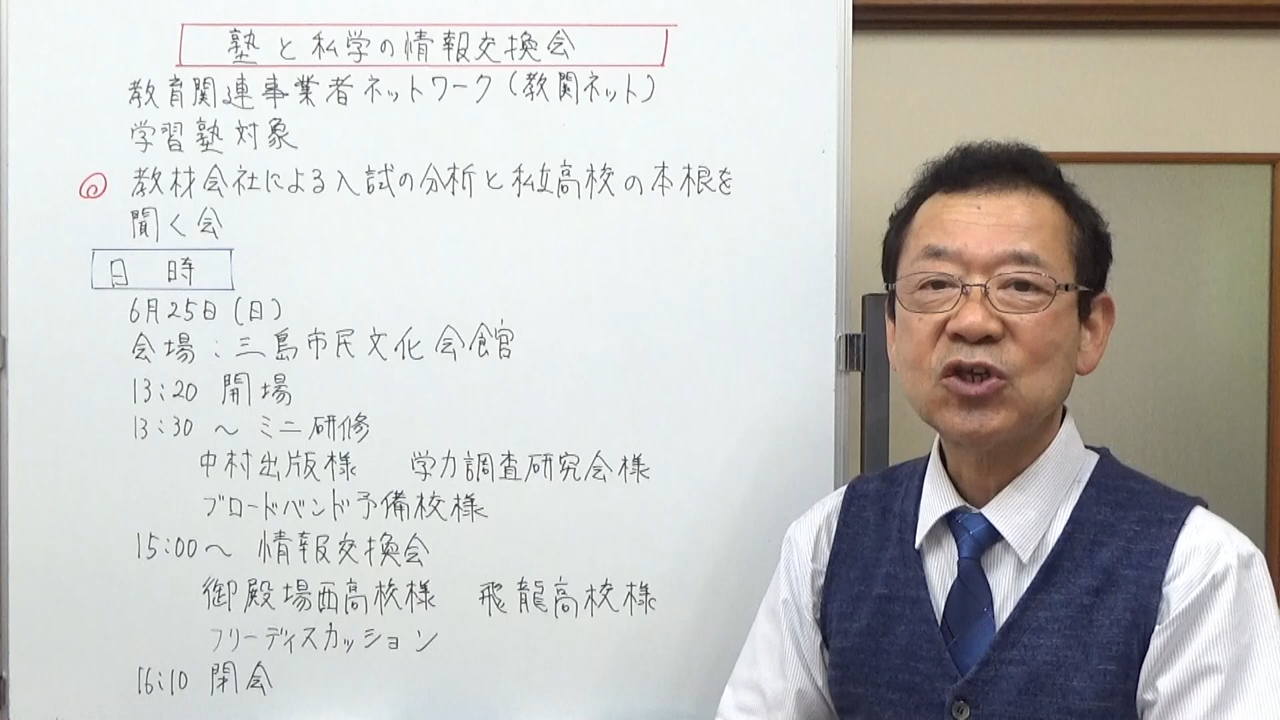 塾と私学の情報交換会
教育関連事業者ネットワーク(教関ネット)
学習塾対象
◎ 教材会社による入試の分析と私立高校の本根を
聞く会
日 時
6月25日(日)
会場:三島市民文化会館
13:20 開場
13:30 ~ ミニ研修
中村出版様 学力調査研究会様
ブロードバンド予備校様
15:00~ 情報交換会
御殿場西高校様 飛龍高校様
フリーディスカッション
16:10 閉会